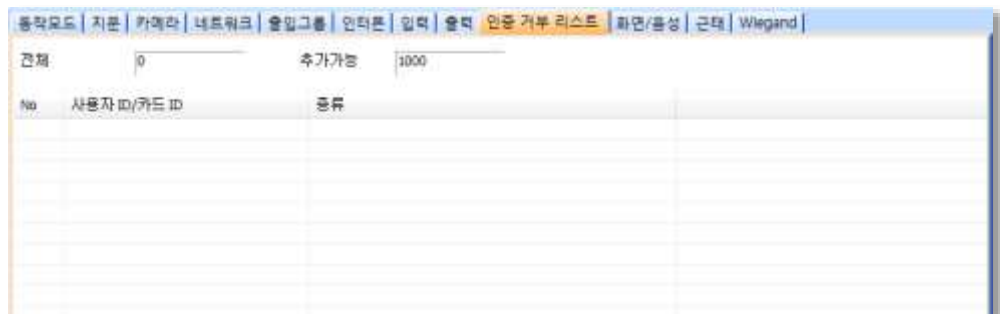 동작모드 지문 카메라 네트워크 출입그룹 인터폰 입력 출력 인증 거부 리스트 화면/음성 근태 Wiegand
전체 0 추가가능 1000
No 사용자 ID/카드 ID 종류